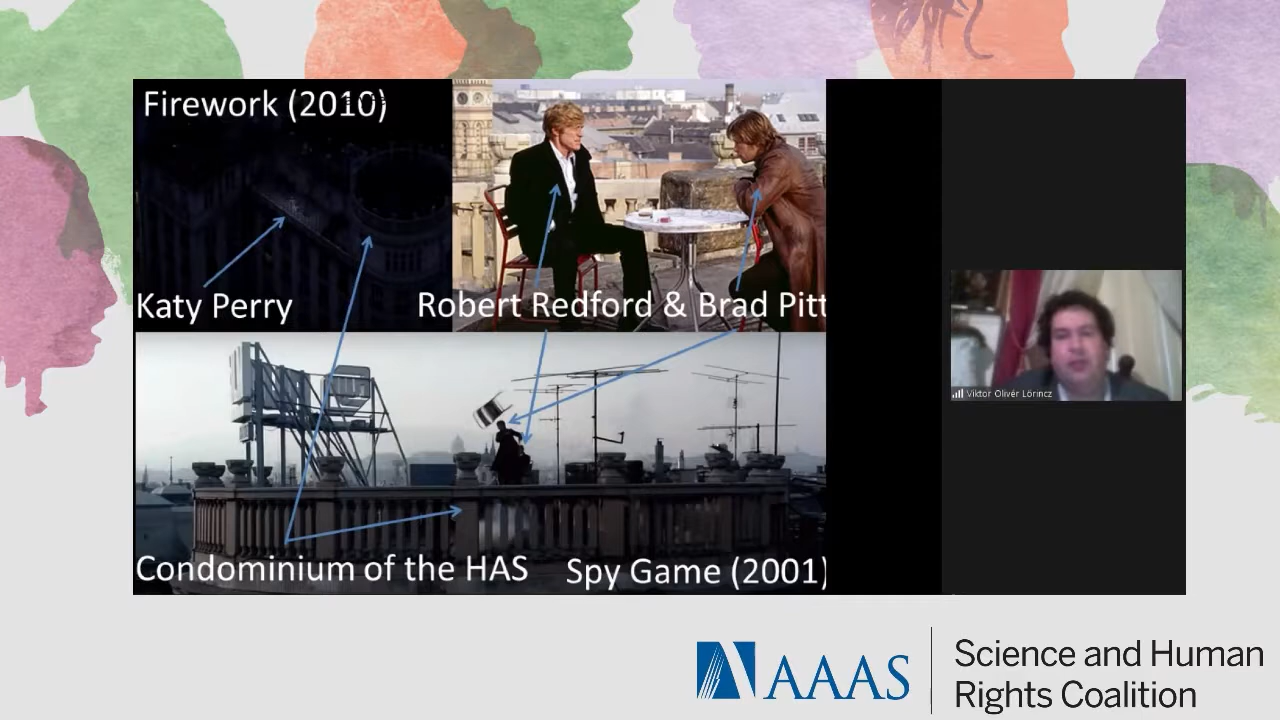 Firework (2010)
Katy Perry
Robert Redford & Brad Pitt
Condominium of the HAS
Spy Game (2001)
Viktor Olivér Lőrincz
AAAS
Science and Human
Rights Coalition